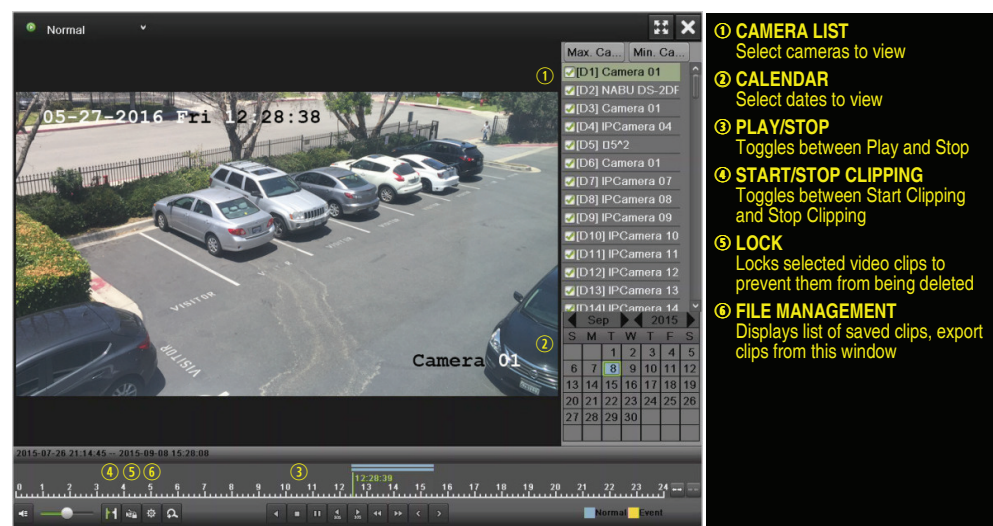 Normal
Max. Ca... Min. Ca...
① [D1] Camera 01
[D2] NABU DS-2DF
[D3] Camera 01
[D4] IPCamera 04
[D5] D5^2
[D6] Camera 01
[D7] IPCamera 07
[D8] IPCamera 08
[D9] IPCamera 09
[D10] IPCamera 10
[D11] IPCamera 11
[D12] IPCamera 12
[D13] IPCamera 13
[D14] IPCamera 14
05-27-2016 Fri 12:28:38
VISITOR
VISITOR
Camera 01
②
Sep 2015
S M T W T F S
1 2 3 4 5
6 7 8 9 10 11 12
13 14 15 16 17 18 19
20 21 22 23 24 25 26
27 28 29 30
2015-07-26 21:14:45 -- 2015-09-08 15:28:08
④ ⑤ ⑥ ③
12:28:39
0 1 2 3 4 5 6 7 8 9 10 11 12 13 14 15 16 17 18 19 20 21 22 23 24
Normal Event
① CAMERA LIST
Select cameras to view
② CALENDAR
Select dates to view
③ PLAY/STOP
Toggles between Play and Stop
④ START/STOP CLIPPING
Toggles between Start Clipping
and Stop Clipping
⑤ LOCK
Locks selected video clips to
prevent them from being deleted
⑥ FILE MANAGEMENT
Displays list of saved clips, export
clips from this window